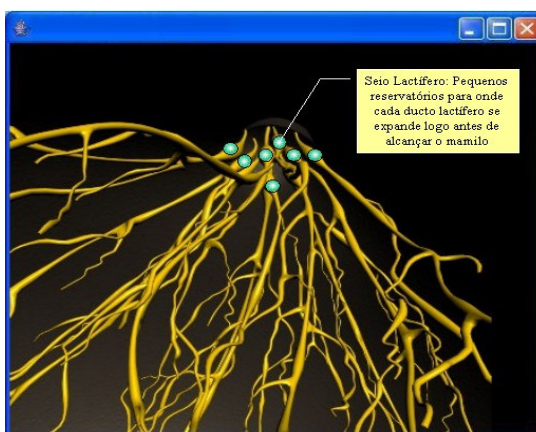 Seio Lactífero: Pequenos
reservatórios para onde
cada ducto lactífero se
expande logo antes de
alcançar o mamilo